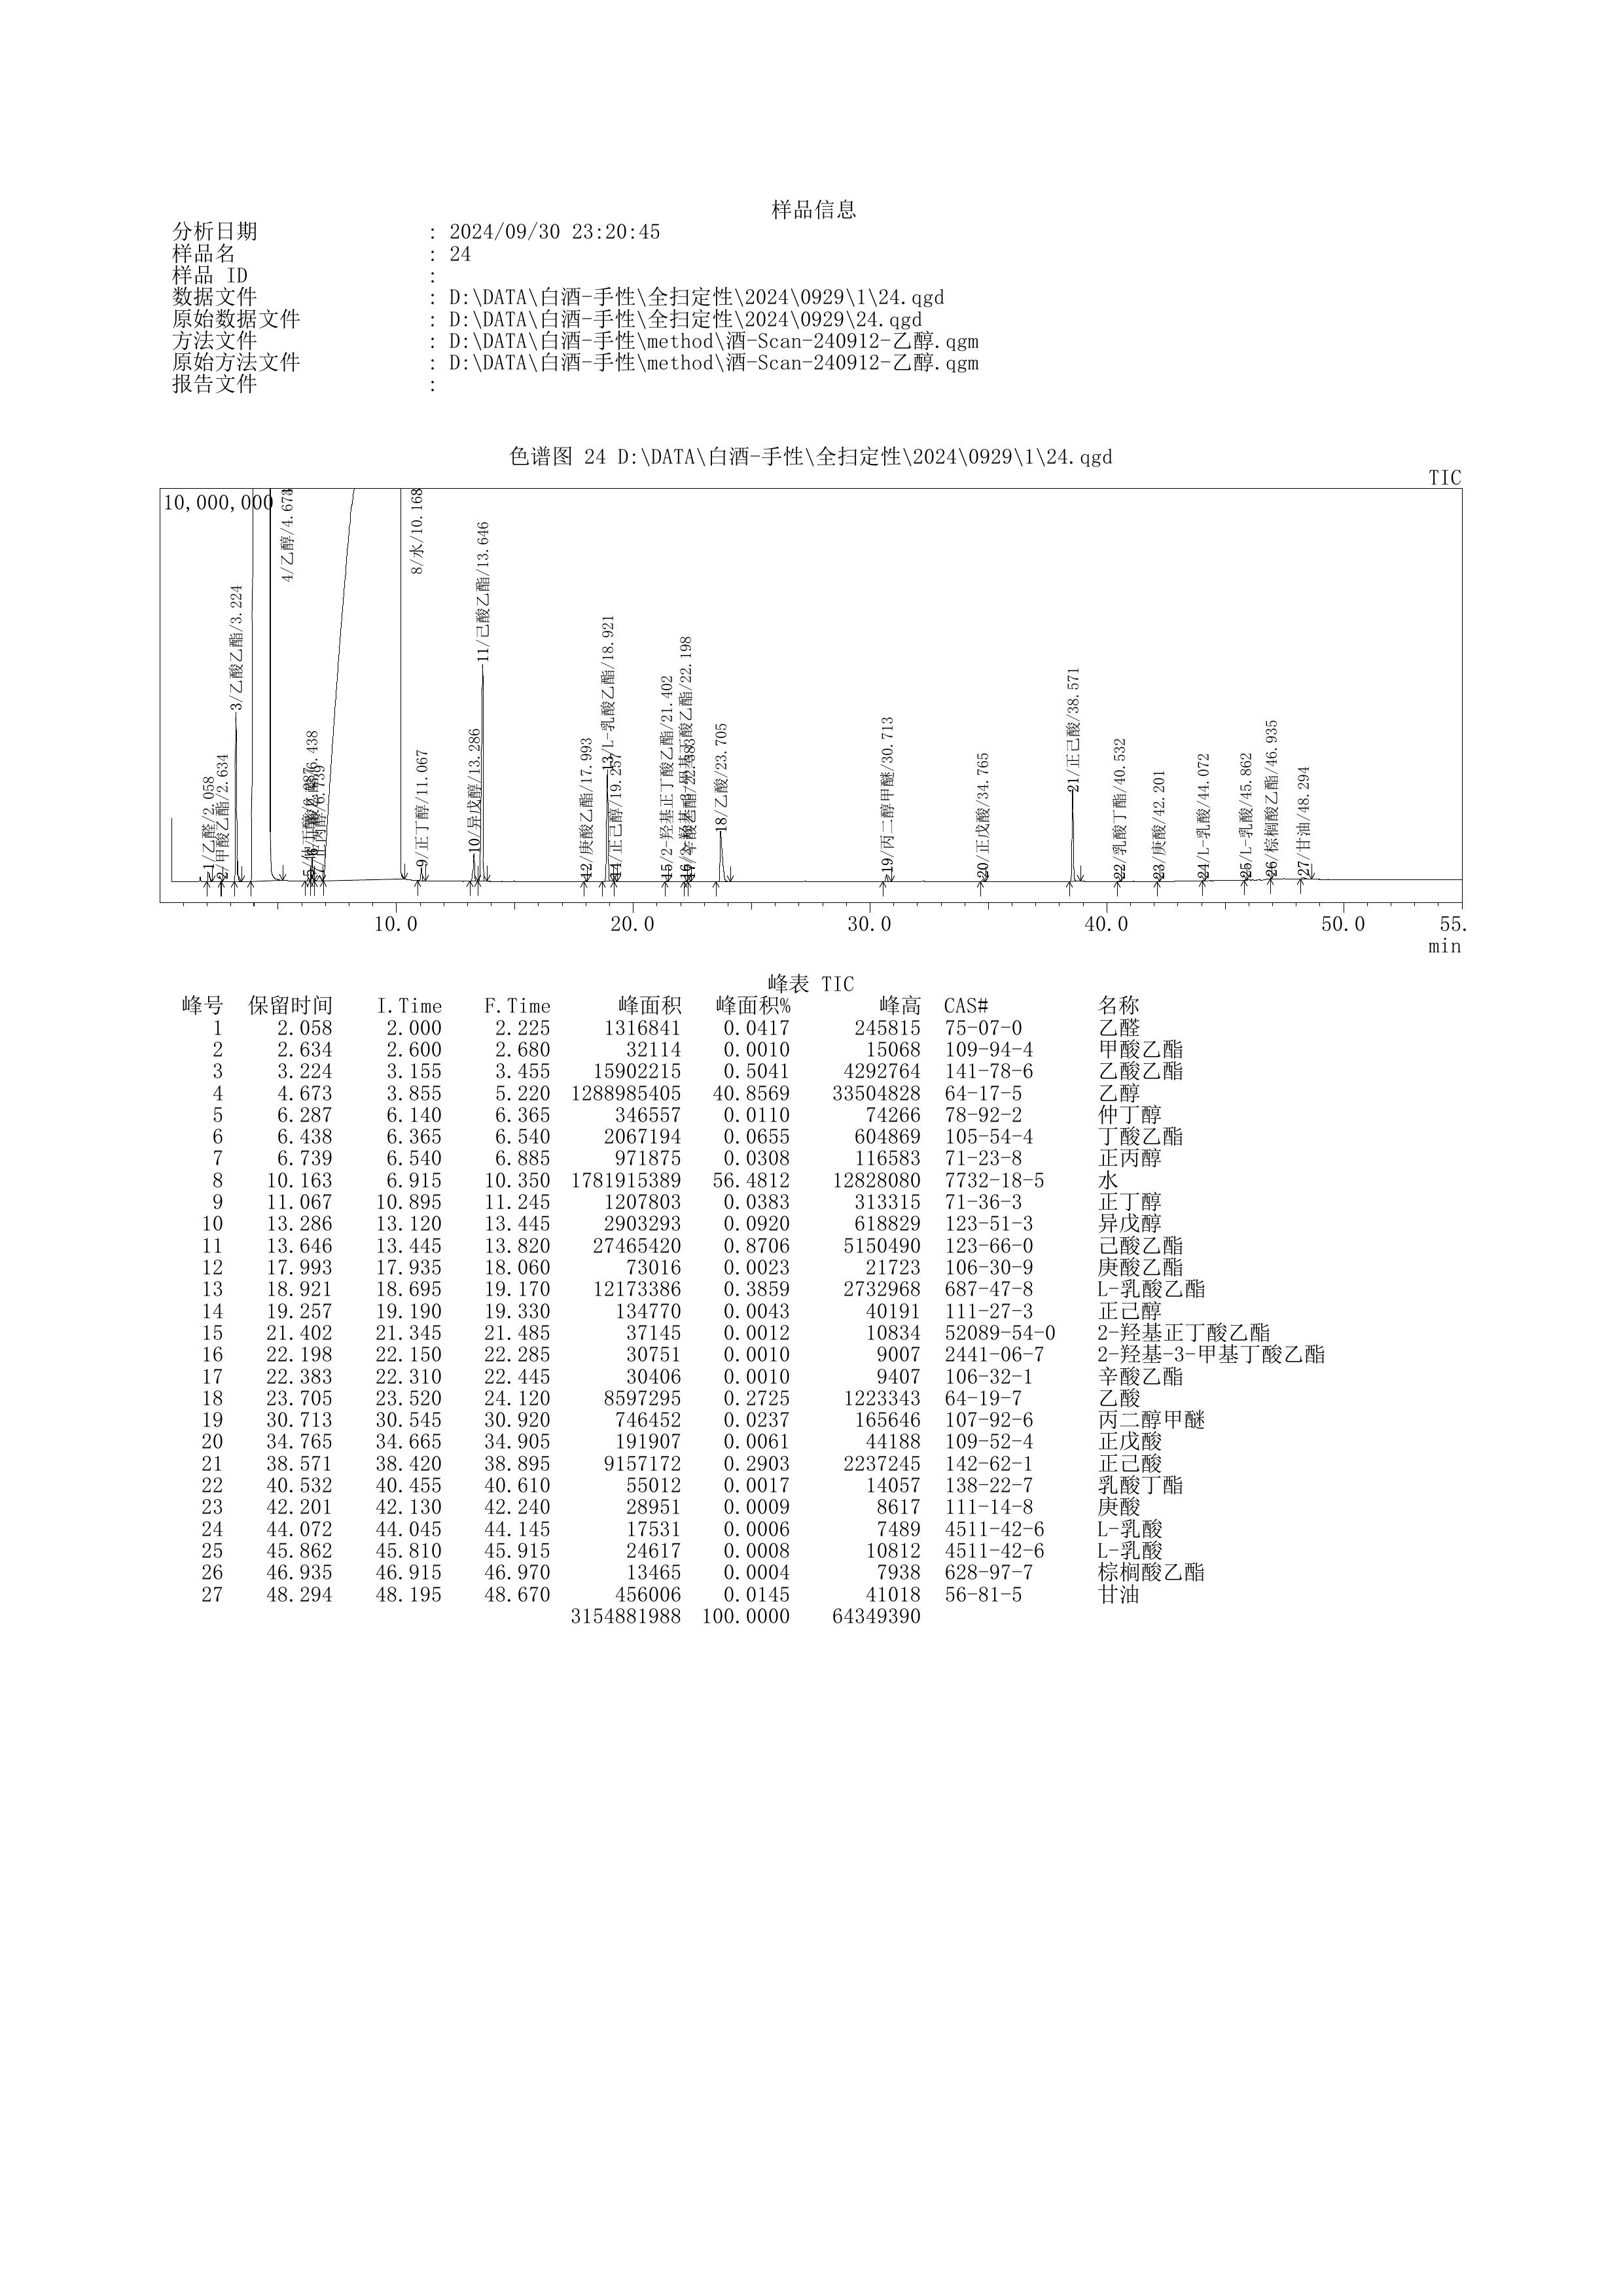 样品信息
分析日期 : 2024/09/30 23:20:45
样品名 : 24
样品 ID :
数据文件 : D:\DATA\白酒-手性\全扫定性\2024\0929\1\24.qgd
原始数据文件 : D:\DATA\白酒-手性\全扫定性\2024\0929\24.qgd
方法文件 : D:\DATA\白酒-手性\method\酒-Scan-240912-乙醇.qgm
原始方法文件 : D:\DATA\白酒-手性\method\酒-Scan-240912-乙醇.qgm
报告文件 :
色谱图 24 D:\DATA\白酒-手性\全扫定性\2024\0929\1\24.qgd
TIC
10,000,000
1/乙醛/2.058
2/甲酸乙酯/2.634
3/乙酸乙酯/3.224
4/乙醇/4.673
8/水/10.168
9/正丁醇/11.067
10/异戊醇/13.286
11/己酸乙酯/13.646
12/庚酸乙酯/17.993
13/L-乳酸乙酯/18.921
14/正己醇/19.257
15/2-羟基正丁酸乙酯/21.402
18/乙酸/23.705
19/丙二醇甲醚/30.713
20/正戊酸/34.765
21/正己酸/38.571
22/乳酸丁酯/40.532
23/庚酸/42.201
24/L-乳酸/44.072
25/L-乳酸/45.862
26/棕榈酸乙酯/46.935
27/甘油/48.294
10.0 20.0 30.0 40.0 50.0 55.
min
峰表 TIC
峰号 保留时间 I.Time F.Time 峰面积 峰面积% 峰高 CAS# 名称
1 2.058 2.000 2.225 1316841 0.0417 245815 75-07-0 乙醛
2 2.634 2.600 2.680 32114 0.0010 15068 109-94-4 甲酸乙酯
3 3.224 3.155 3.455 15902215 0.5041 4292764 141-78-6 乙酸乙酯
4 4.673 3.855 5.220 1288985405 40.8569 33504828 64-17-5 乙醇
5 6.287 6.140 6.365 346557 0.0110 74266 78-92-2 仲丁醇
6 6.438 6.365 6.540 2067194 0.0655 604869 105-54-4 丁酸乙酯
7 6.739 6.540 6.885 971875 0.0308 116583 71-23-8 正丙醇
8 10.163 6.915 10.350 1781915389 56.4812 12828080 7732-18-5 水
9 11.067 10.895 11.245 1207803 0.0383 313315 71-36-3 正丁醇
10 13.286 13.120 13.445 2903293 0.0920 618829 123-51-3 异戊醇
11 13.646 13.445 13.820 27465420 0.8706 5150490 123-66-0 己酸乙酯
12 17.993 17.935 18.060 73016 0.0023 21723 106-30-9 庚酸乙酯
13 18.921 18.695 19.170 12173386 0.3859 2732968 687-47-8 L-乳酸乙酯
14 19.257 19.190 19.330 134770 0.0043 40191 111-27-3 正己醇
15 21.402 21.345 21.485 37145 0.0012 10834 52089-54-0 2-羟基正丁酸乙酯
16 22.198 22.150 22.285 30751 0.0010 9007 2441-06-7 2-羟基-3-甲基丁酸乙酯
17 22.383 22.310 22.445 30406 0.0010 9407 106-32-1 辛酸乙酯
18 23.705 23.520 24.120 8597295 0.2725 1223343 64-19-7 乙酸
19 30.713 30.545 30.920 746452 0.0237 165646 107-92-6 丙二醇甲醚
20 34.765 34.665 34.905 191907 0.0061 44188 109-52-4 正戊酸
21 38.571 38.420 38.895 9157172 0.2903 2237245 142-62-1 正己酸
22 40.532 40.455 40.610 55012 0.0017 14057 138-22-7 乳酸丁酯
23 42.201 42.130 42.240 28951 0.0009 8617 111-14-8 庚酸
24 44.072 44.045 44.145 17531 0.0006 7489 4511-42-6 L-乳酸
25 45.862 45.810 45.915 24617 0.0008 10812 4511-42-6 L-乳酸
26 46.935 46.915 46.970 13465 0.0004 7938 628-97-7 棕榈酸乙酯
27 48.294 48.195 48.670 456006 0.0145 41018 56-81-5 甘油
3154881988 100.0000 64349390